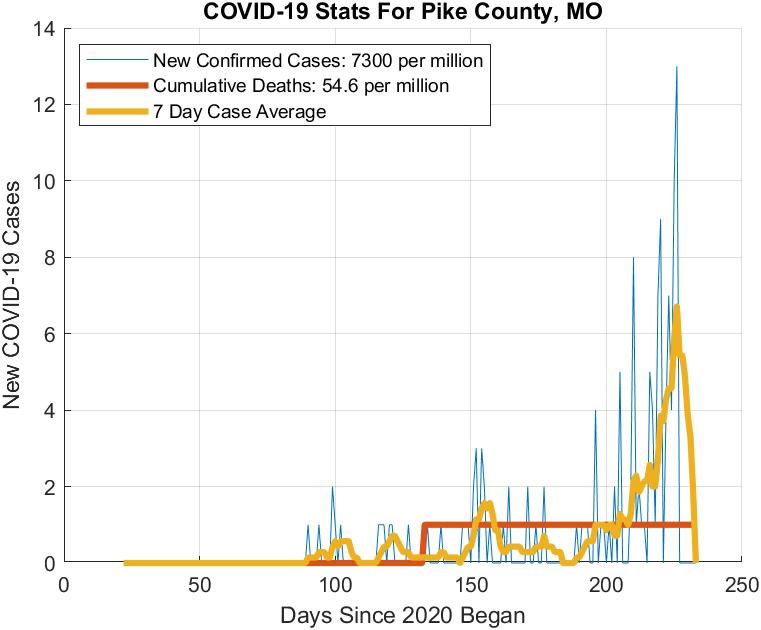 COVID-19 Stats For Pike County, MO
14
New Confirmed Cases: 7300 per million
Cumulative Deaths: 54.6 per million
7 Day Case Average
12
10
8
6
4
2
0
New COVID-19 Cases
0 50 100 150 200 250
Days Since 2020 Began